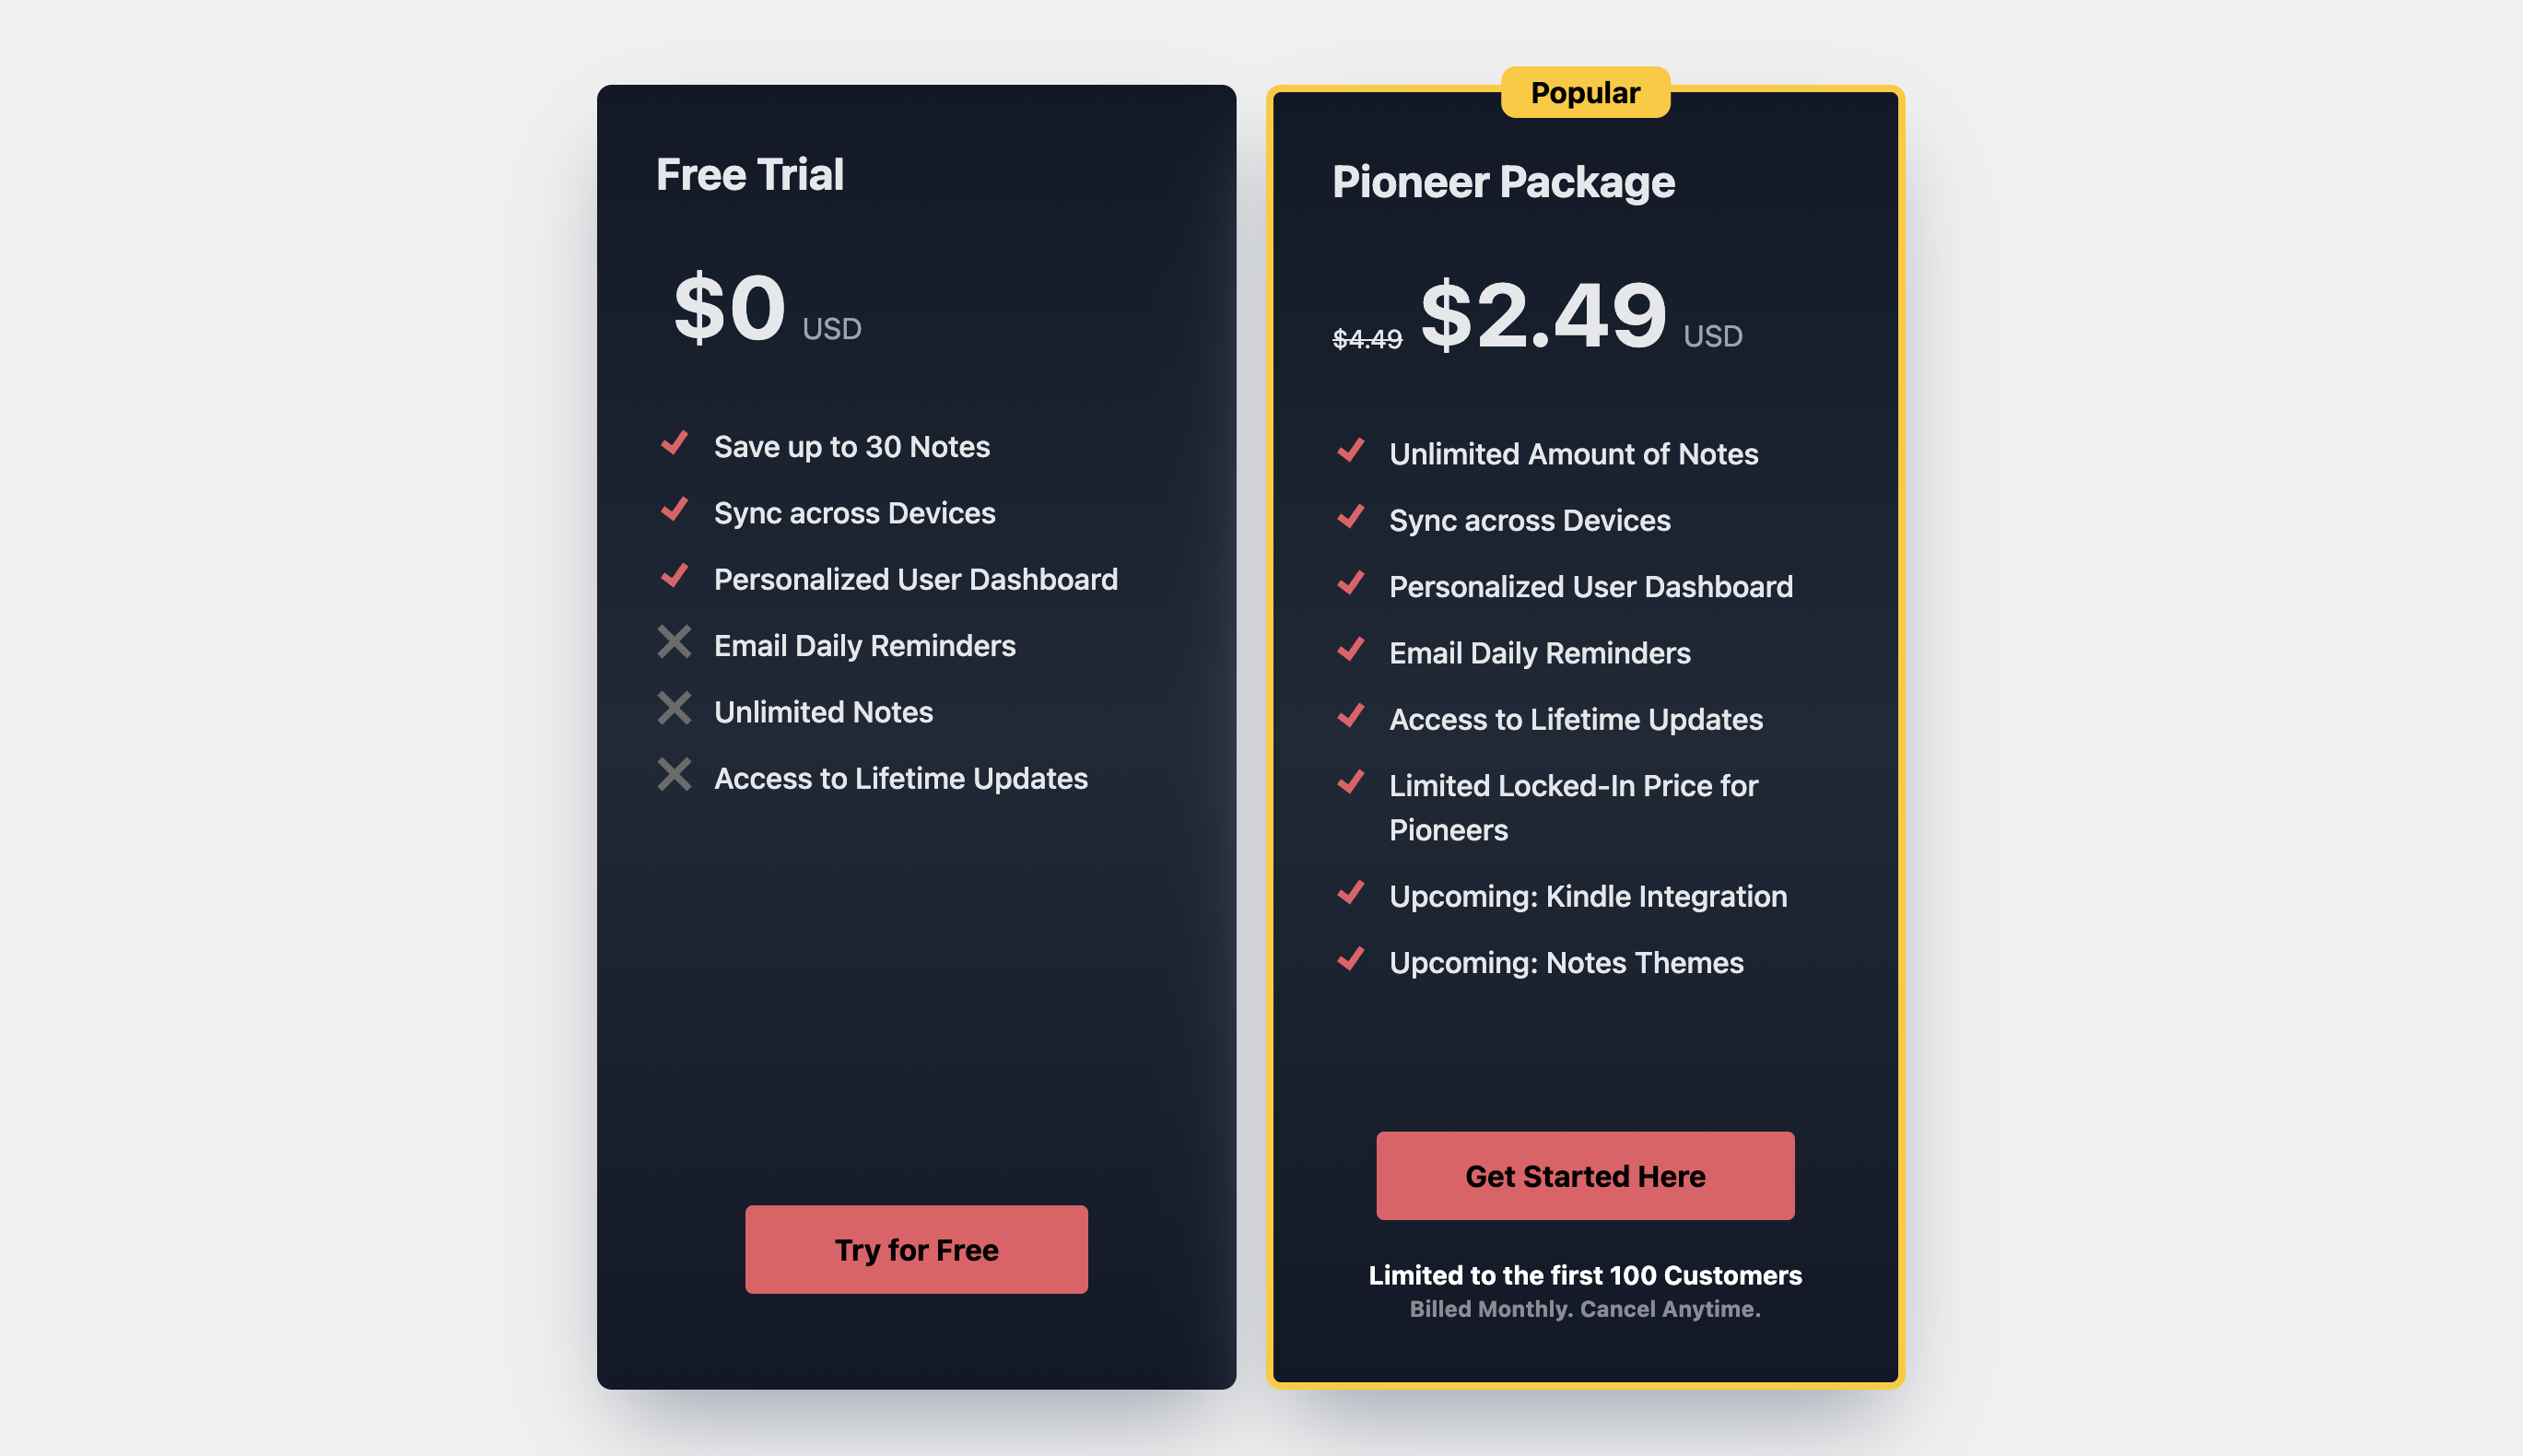 Free Trial
$0 USD
Save up to 30 Notes
Sync across Devices
Personalized User Dashboard
Email Daily Reminders
Unlimited Notes
Access to Lifetime Updates
Try for Free
Popular
Pioneer Package
$4.49 $2.49 USD
Unlimited Amount of Notes
Sync across Devices
Personalized User Dashboard
Email Daily Reminders
Access to Lifetime Updates
Limited Locked-In Price for
Pioneers
Upcoming: Kindle Integration
Upcoming: Notes Themes
Get Started Here
Limited to the first 100 Customers
Billed Monthly. Cancel Anytime.